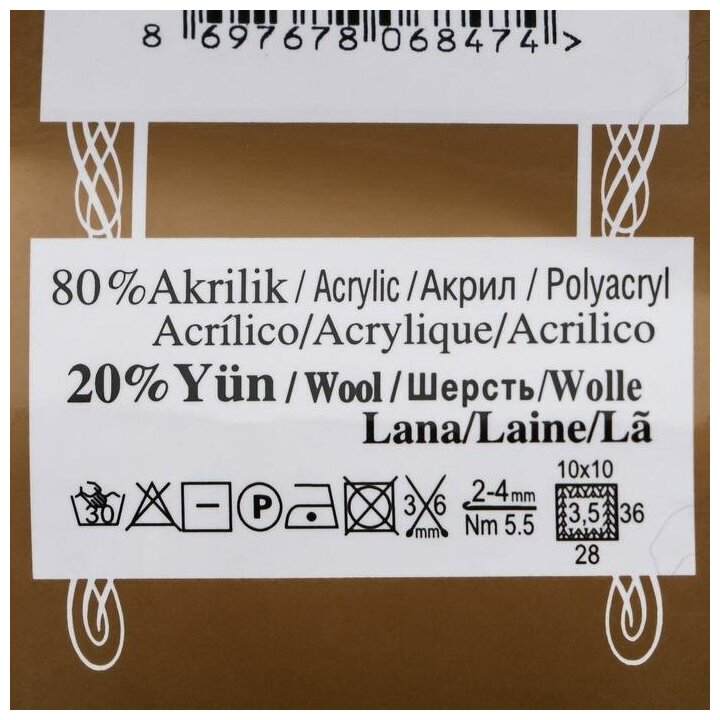 8 697678 068474 >
80%Akrilik / Acrylic /Акрил / Polyacryl
Acrílico/Acrylique/Acrilico
20%Yün / Wool /Шерсть/Wolle
Lana/Laine/Lã
30 P 3 6 mm 2-4mm Nm 5.5 10x10 3,5 36 28